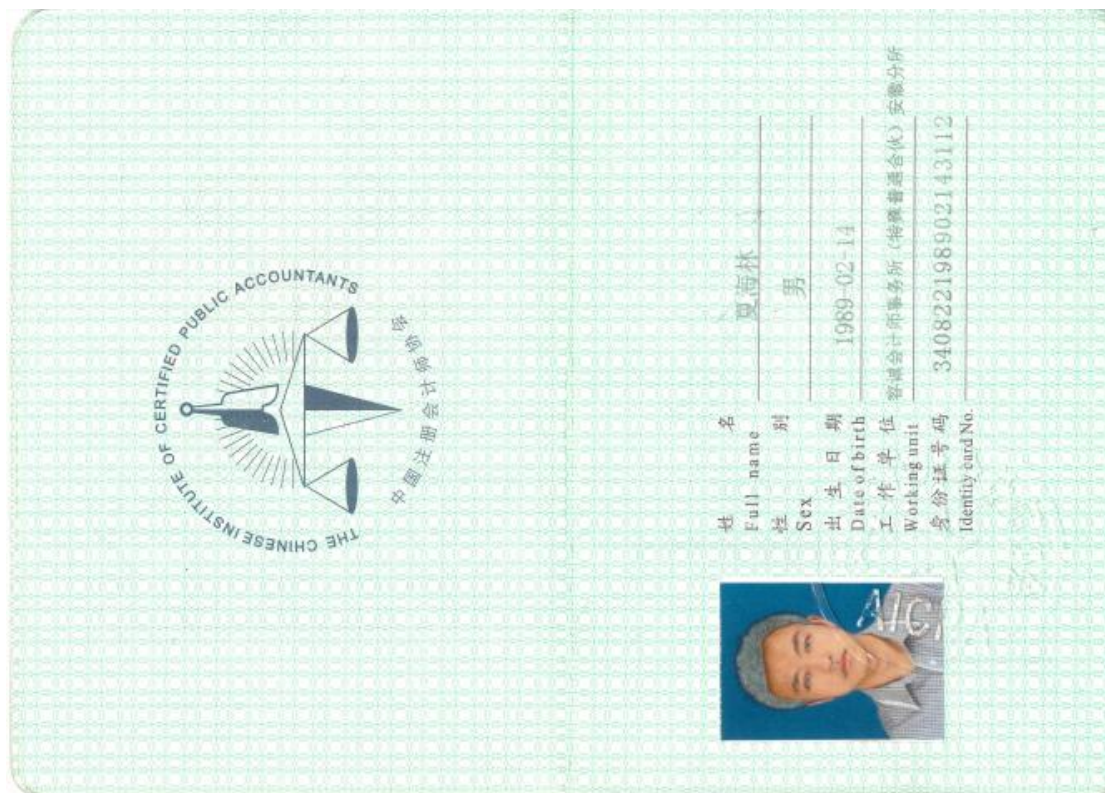 THE CHINESE INSTITUTE OF CERTIFIED PUBLIC ACCOUNTANTS
中国注册会计师协会
姓 名 夏海林
Full name
性 别 男
Sex
出 生 日 期 1989-02-14
Date of birth
工 作 单 位 容诚会计师事务所（特殊普通合伙）安徽分所
Working unit
身份证号码 340822198902143112
Identity card No.
AICP